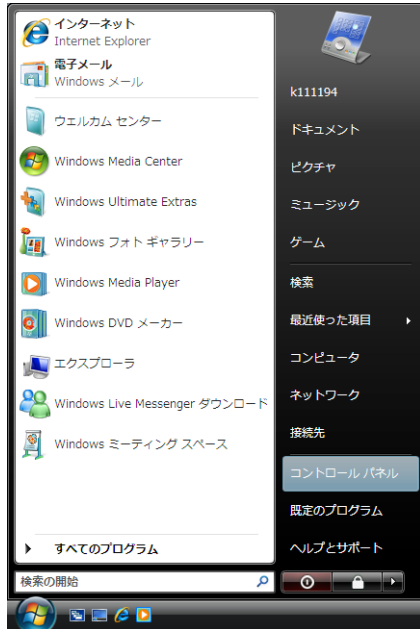 インターネット
Internet Explorer
電子メール
Windows メール
ウェルカム センター
Windows Media Center
Windows Ultimate Extras
Windows フォト ギャラリー
Windows Media Player
Windows DVD メーカー
エクスプローラ
Windows Live Messenger ダウンロード
Windows ミーティング スペース
すべてのプログラム
検索の開始
k111194
ドキュメント
ピクチャ
ミュージック
ゲーム
検索
最近使った項目
コンピュータ
ネットワーク
接続先
コントロール パネル
既定のプログラム
ヘルプとサポート